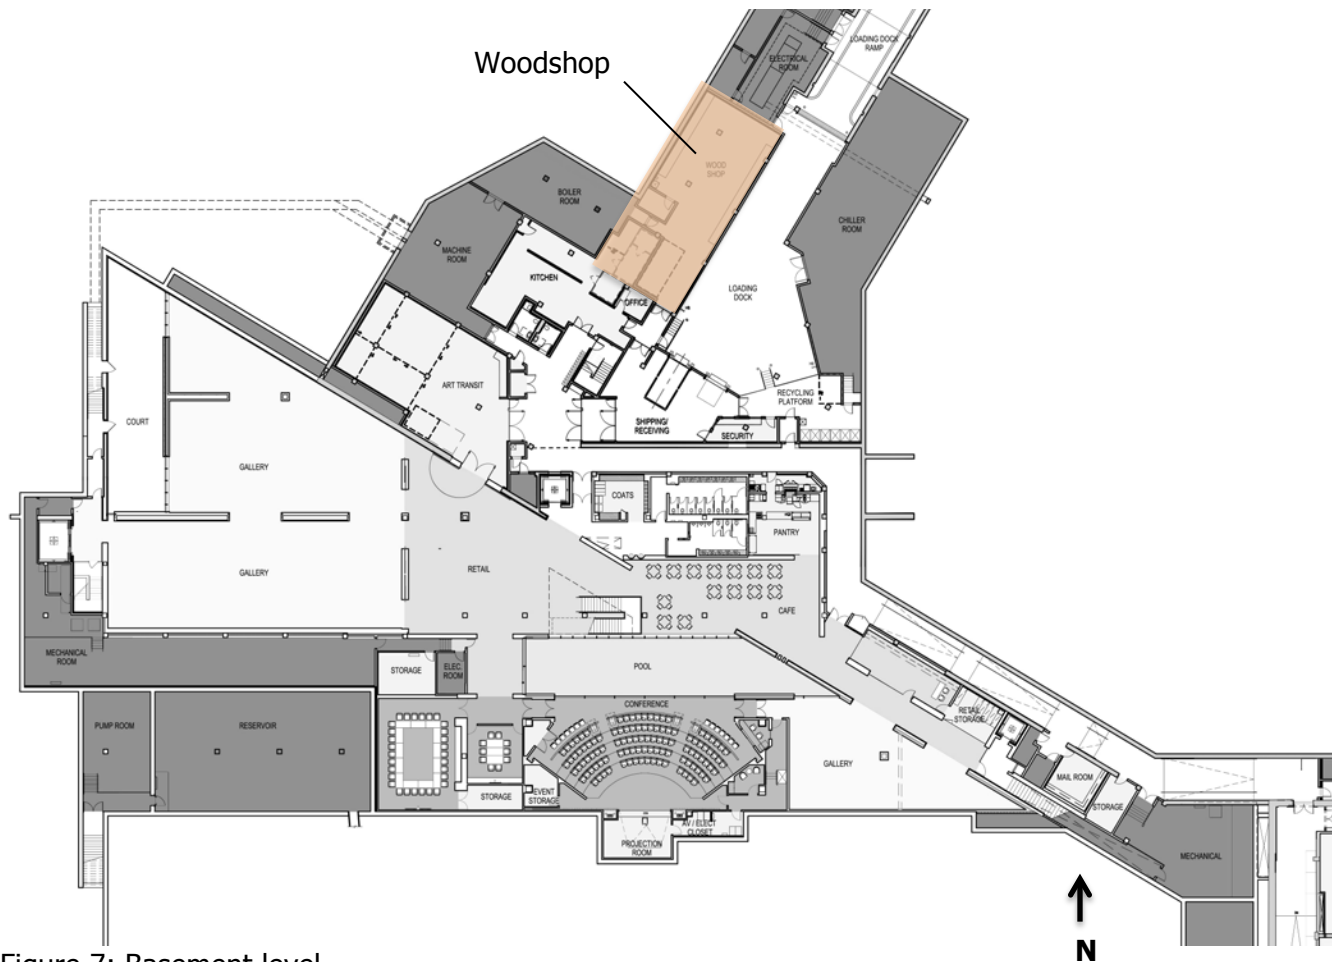 Woodshop
LOADING DOCK
RAMP
ELECTRICAL
ROOM
WOOD
SHOP
BOILER
ROOM
CHILLER
ROOM
MACHINE
ROOM
KITCHEN
LOADING
DOCK
OFFICE
ART TRANSIT
RECYCLING
PLATFORM
COURT
SHIPPING/
RECEIVING
SECURITY
GALLERY
COATS
PANTRY
GALLERY
RETAIL
CAFE
MECHANICAL
ROOM
STORAGE
ELEC.
ROOM
POOL
CONFERENCE
PUMP ROOM
RESERVOIR
RETAIL
STORAGE
GALLERY
MAIL ROOM
STORAGE
EVENT
STORAGE
STORAGE
AV / ELECT
CLOSET
PROJECTION
ROOM
MECHANICAL
N
Figure 7: Basement level